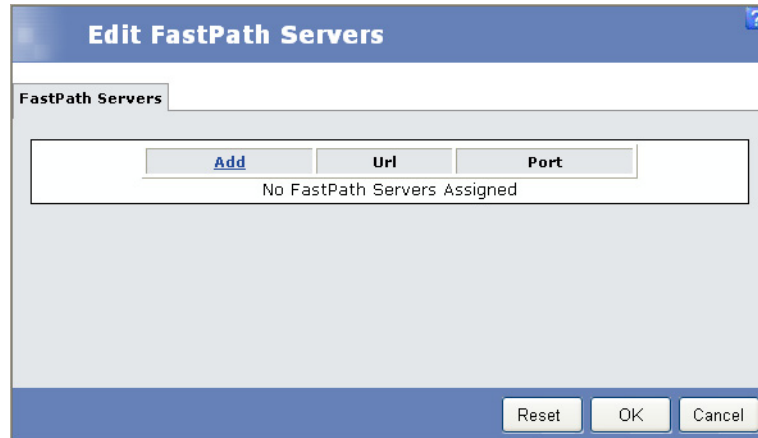 Edit FastPath Servers
?
FastPath Servers
Add Url Port
No FastPath Servers Assigned
Reset OK Cancel